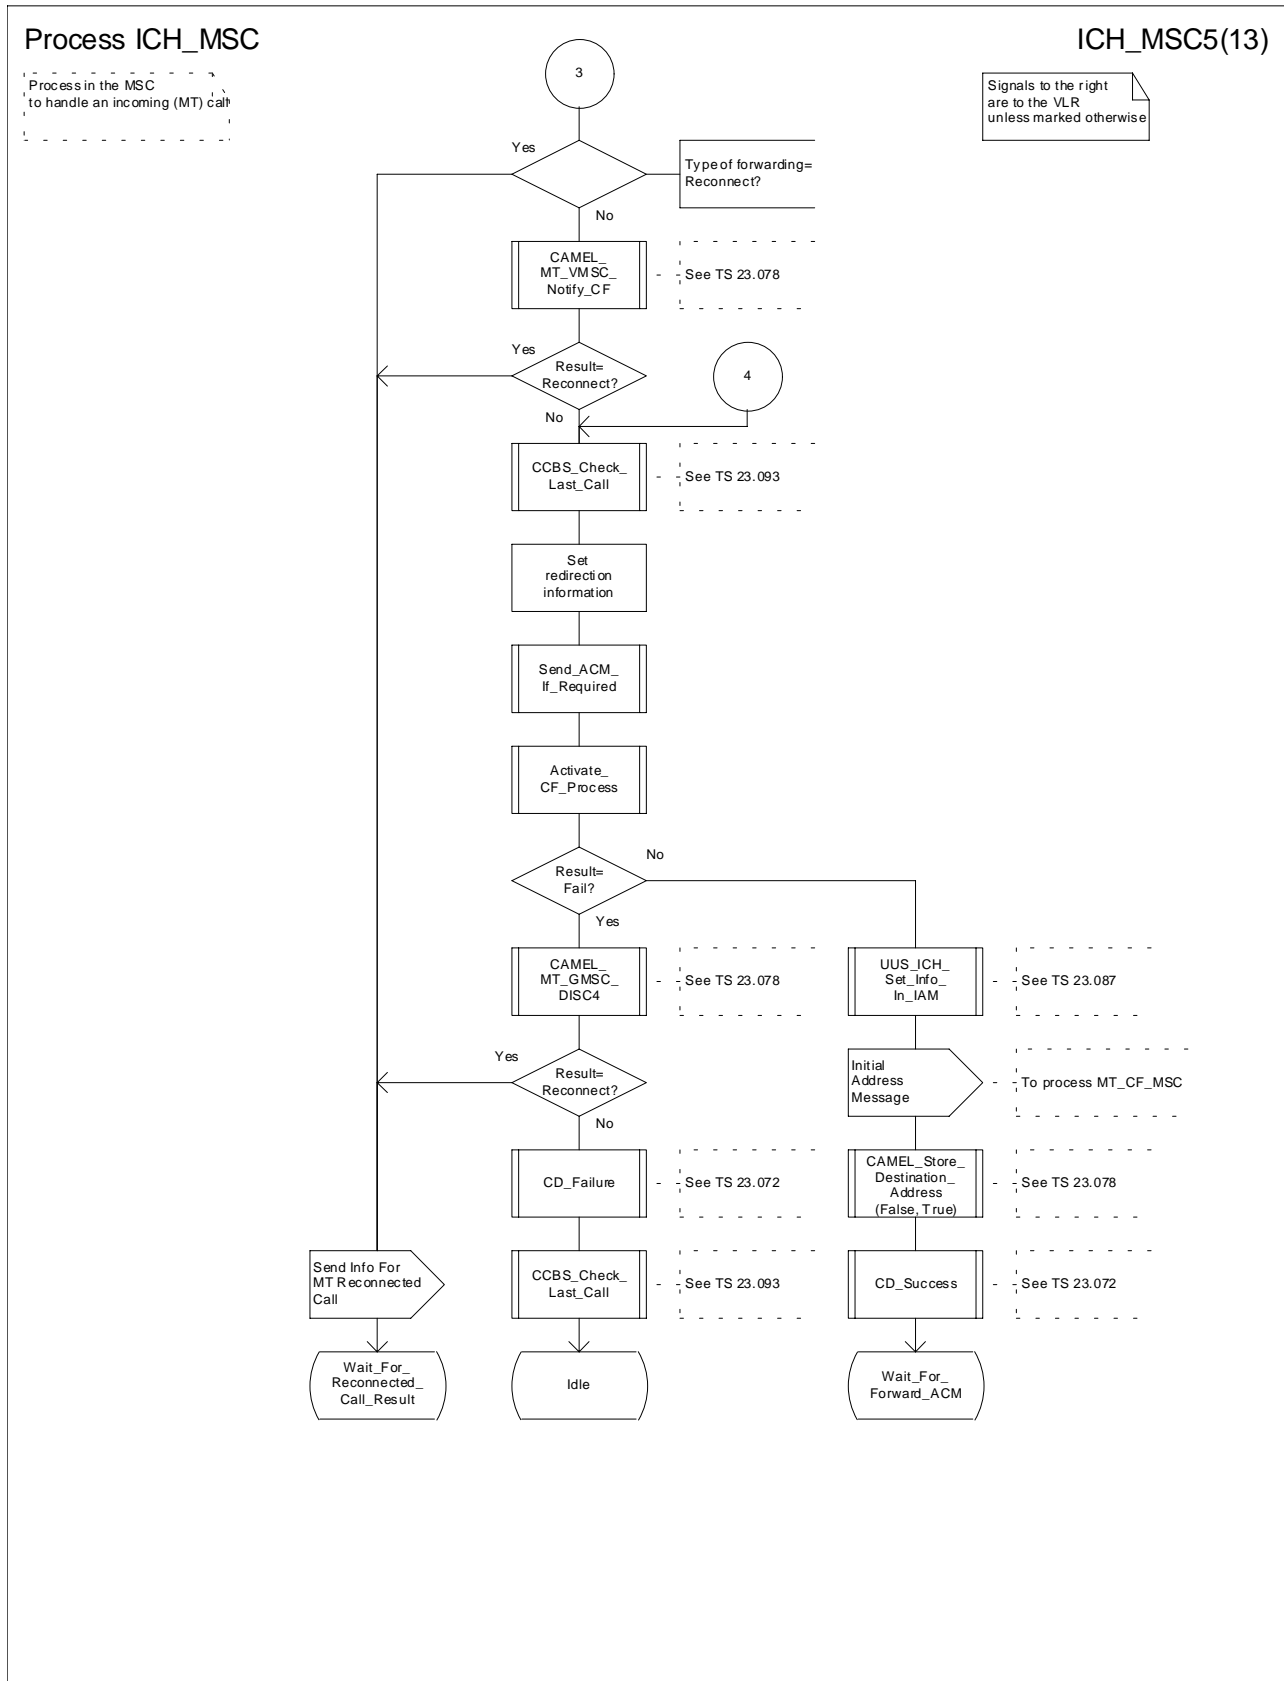 Process ICH_MSC
ICH_MSC5(13)
Process in the MSC
to handle an incoming (MT) call
Signals to the right
are to the VLR
unless marked otherwise
3
Yes
Type of forwarding=
Reconnect?
No
CAMEL_
MT_VMSC_
Notify_CF
See TS 23.078
Yes
Result=
Reconnect?
4
No
CCBS_Check_
Last_Call
See TS 23.093
Set
redirection
information
Send_ACM_
If_Required
Activate_
CF_Process
Result=
Fail?
No
Yes
CAMEL_
MT_GMSC_
DISC4
See TS 23.078
UUS_ICH_
Set_Info_
In_IAM
See TS 23.087
Yes
Result=
Reconnect?
Initial
Address
Message
To process MT_CF_MSC
No
CD_Failure
See TS 23.072
CAMEL_Store_
Destination_
Address
(False, True)
See TS 23.078
Send Info For
MT Reconnected
Call
CCBS_Check_
Last_Call
See TS 23.093
CD_Success
See TS 23.072
Wait_For_
Reconnected_
Call_Result
Idle
Wait_For_
Forward_ACM